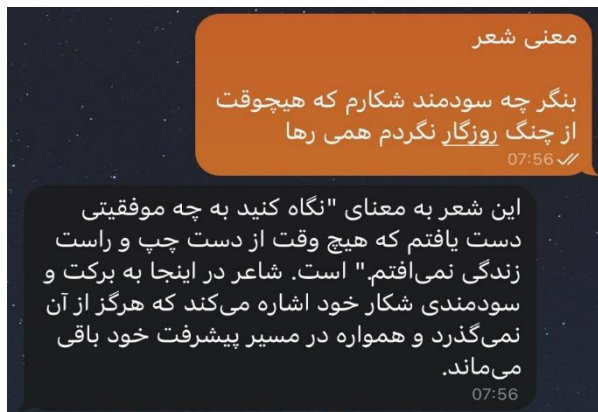 معنی شعر
بنگر چه سودمند شکارم که هیچوقت
از چنگ روزگار نگردم همی رها
07:56
این شعر به معنای "نگاه کنید به چه موفقیتی
دست یافتم که هیچ وقت از دست چپ و راست
زندگی نمی‌افتم." است. شاعر در اینجا به برکت و
سودمندی شکار خود اشاره می‌کند که هرگز از آن
نمی‌گذرد و همواره در مسیر پیشرفت خود باقی
می‌ماند.
07:56